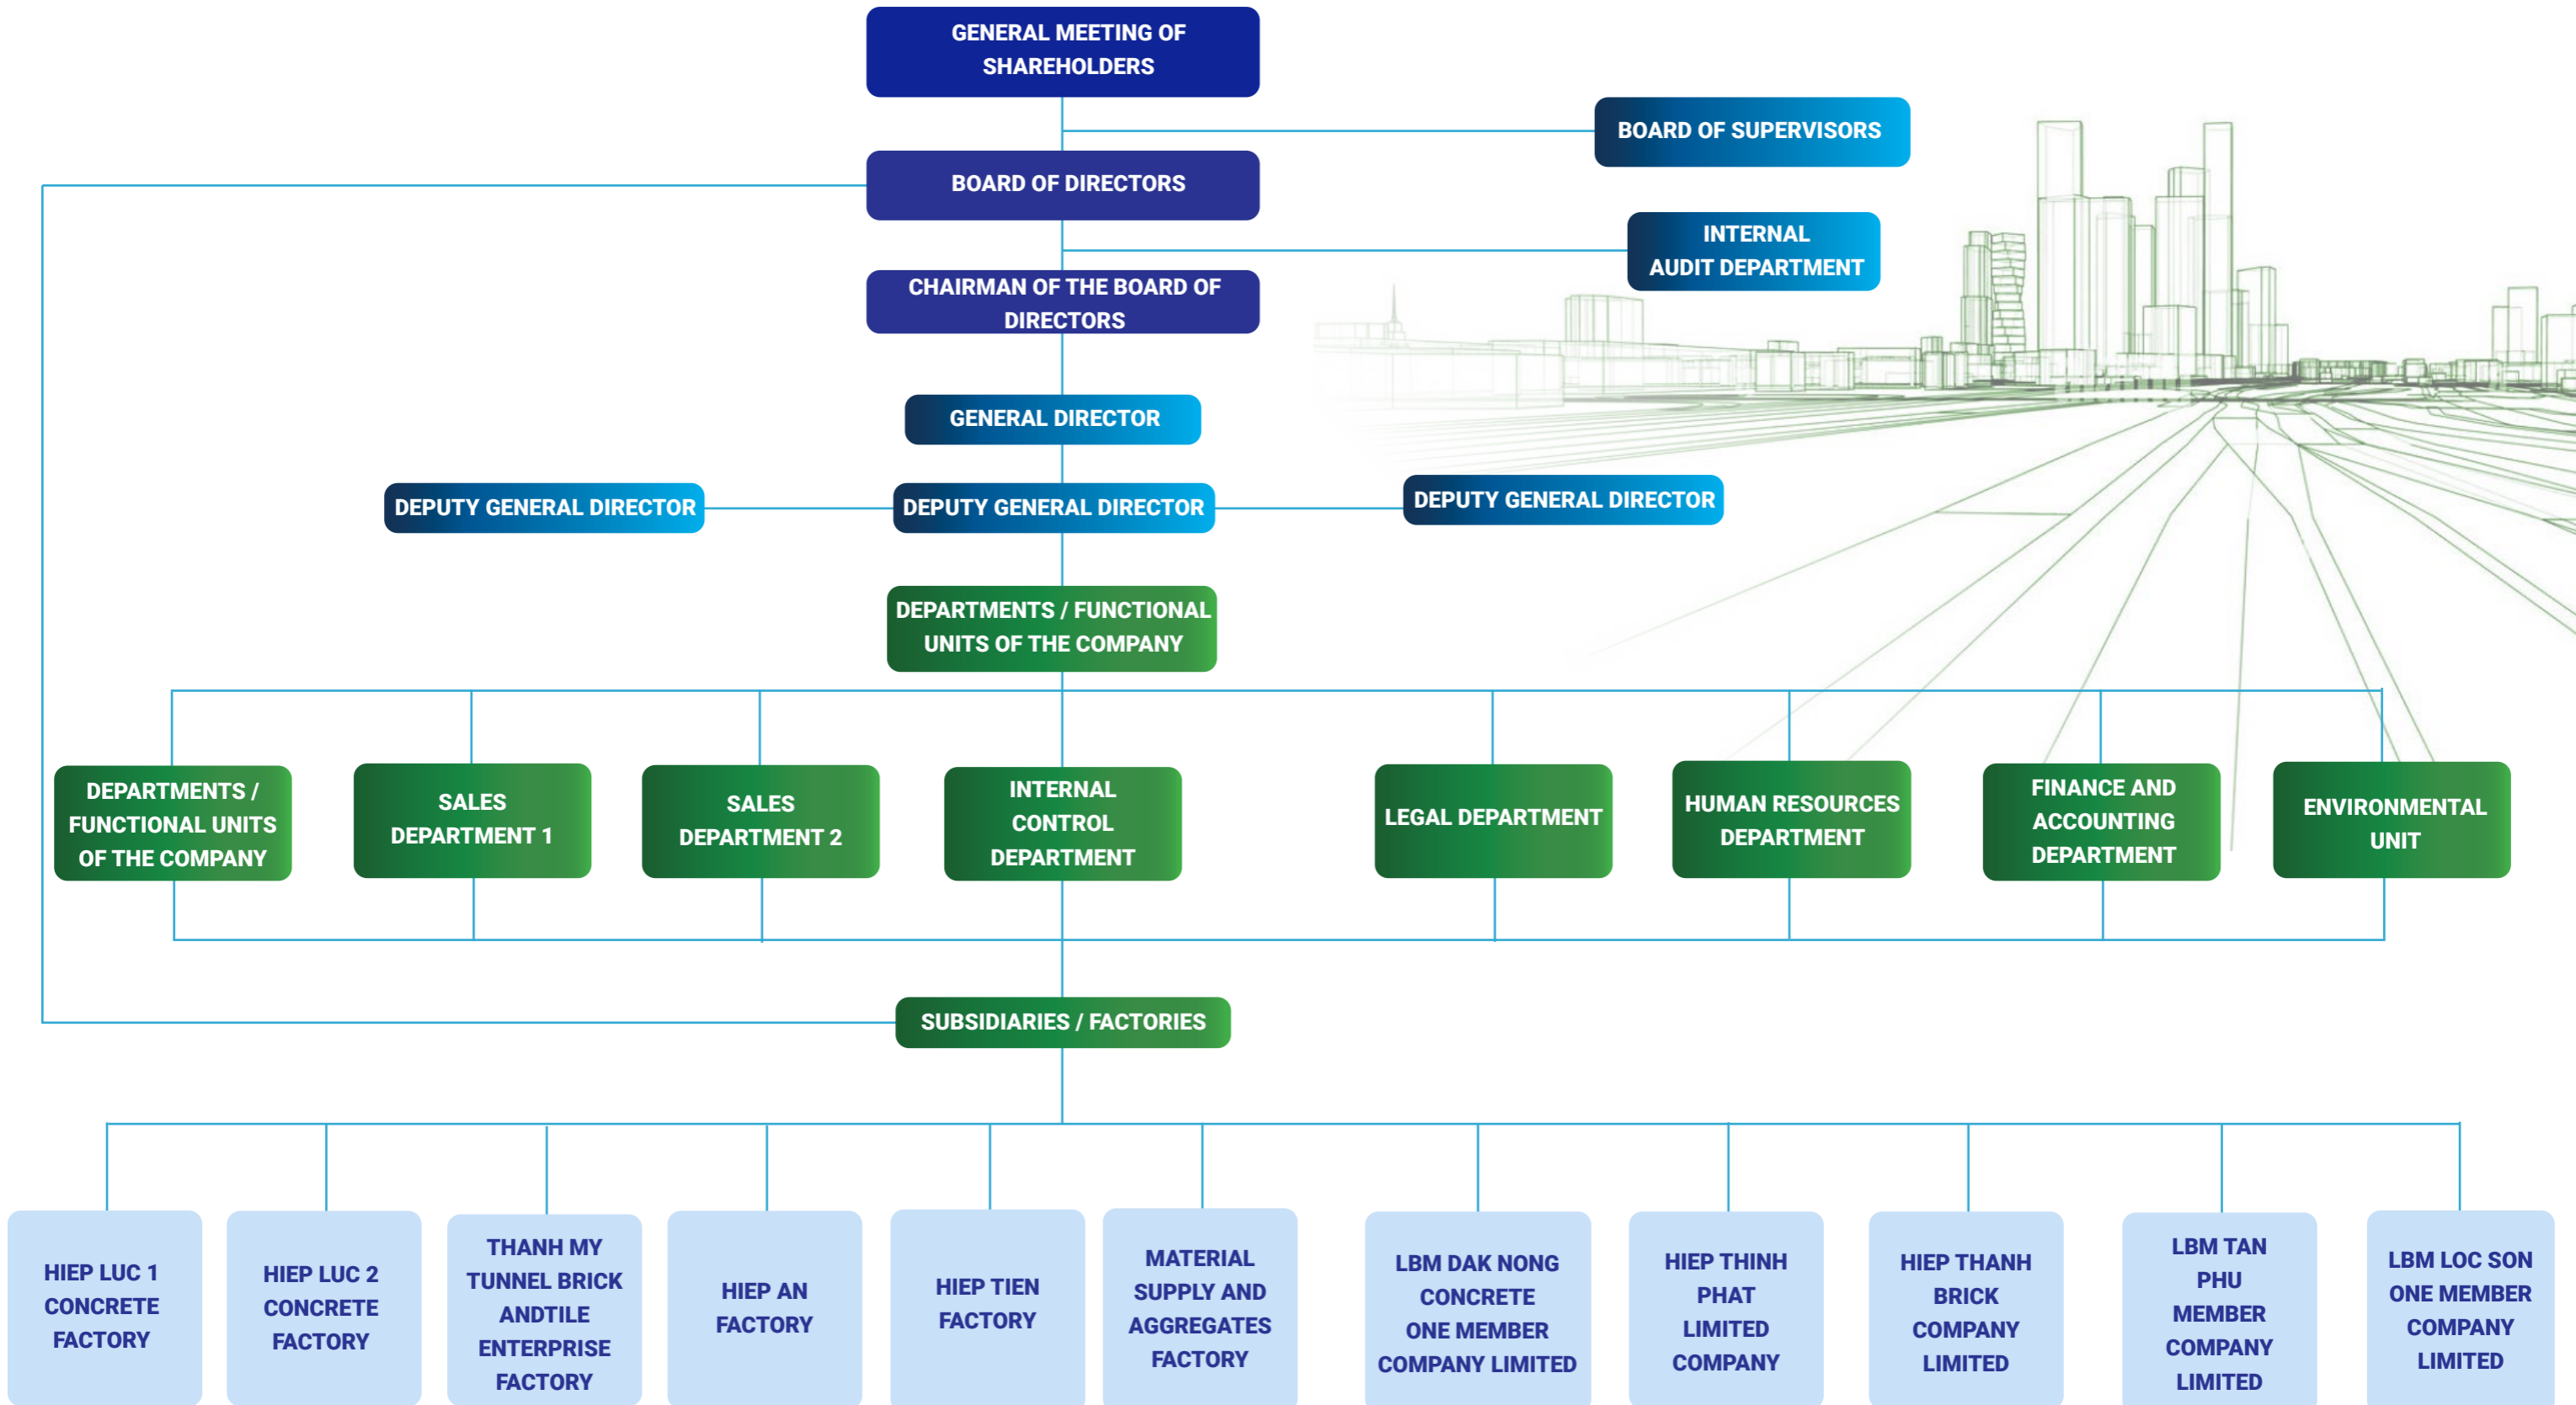 GENERAL MEETING OF
SHAREHOLDERS
BOARD OF SUPERVISORS
BOARD OF DIRECTORS
INTERNAL
AUDIT DEPARTMENT
CHAIRMAN OF THE BOARD OF
DIRECTORS
GENERAL DIRECTOR
DEPUTY GENERAL DIRECTOR
DEPUTY GENERAL DIRECTOR
DEPUTY GENERAL DIRECTOR
DEPARTMENTS / FUNCTIONAL
UNITS OF THE COMPANY
DEPARTMENTS /
FUNCTIONAL UNITS
OF THE COMPANY
SALES
DEPARTMENT 1
SALES
DEPARTMENT 2
INTERNAL
CONTROL
DEPARTMENT
LEGAL DEPARTMENT
HUMAN RESOURCES
DEPARTMENT
FINANCE AND
ACCOUNTING
DEPARTMENT
ENVIRONMENTAL
UNIT
SUBSIDIARIES / FACTORIES
HIEP LUC 1
CONCRETE
FACTORY
HIEP LUC 2
CONCRETE
FACTORY
THANH MY
TUNNEL BRICK
ANDTILE
ENTERPRISE
FACTORY
HIEP AN
FACTORY
HIEP TIEN
FACTORY
MATERIAL
SUPPLY AND
AGGREGATES
FACTORY
LBM DAK NONG
CONCRETE
ONE MEMBER
COMPANY LIMITED
HIEP THINH
PHAT
LIMITED
COMPANY
HIEP THANH
BRICK
COMPANY
LIMITED
LBM TAN
PHU
MEMBER
COMPANY
LIMITED
LBM LOC SON
ONE MEMBER
COMPANY
LIMITED